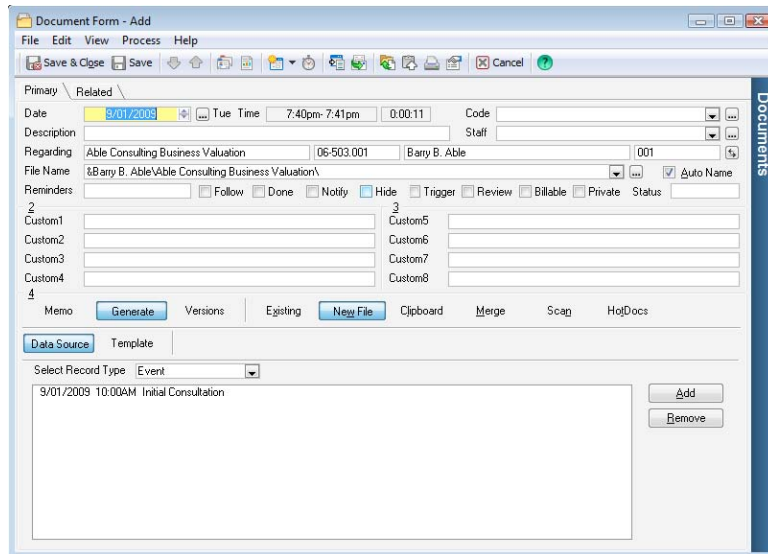 Document Form - Add
File Edit View Process Help
Save & Close Save Cancel
Primary Related
Date 9/01/2009 ... Tue Time 7:40pm- 7:41pm 0:00:11 Code ...
Description Staff ...
Regarding Able Consulting Business Valuation 06-503.001 Barry B. Able 001
File Name &Barry B. Able\Able Consulting Business Valuation\ ... Auto Name
Reminders Follow Done Notify Hide Trigger Review Billable Private Status
2 3
Custom1 Custom5
Custom2 Custom6
Custom3 Custom7
Custom4 Custom8
4
Memo Generate Versions Existing New File Clipboard Merge Scan HotDocs
Data Source Template
Select Record Type Event
9/01/2009 10:00AM Initial Consultation
Add
Remove
Documents